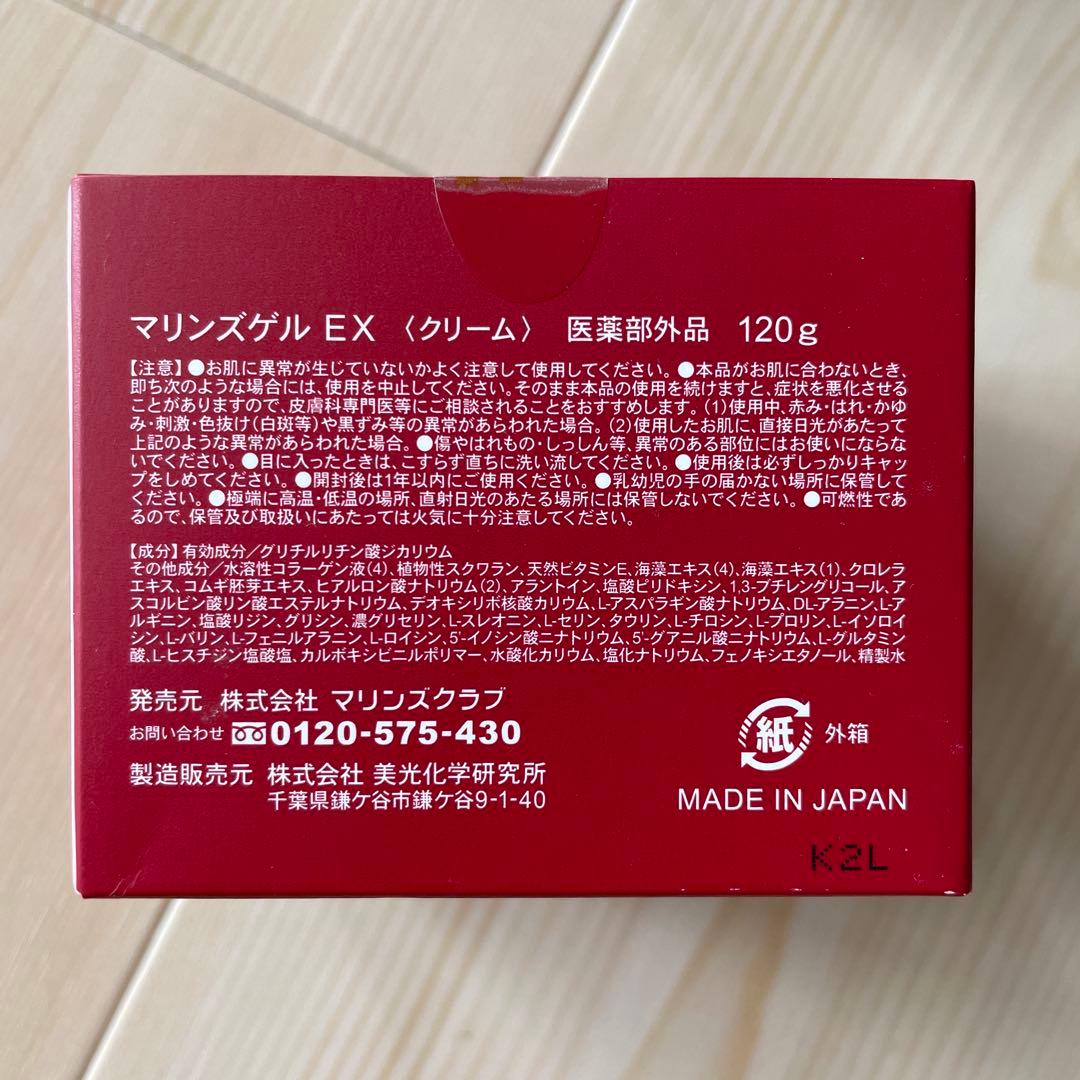 マリンズゲル EX 〈クリーム〉 医薬部外品 120g
【注意】●お肌に異常が生じていないかよく注意して使用してください。●本品がお肌に合わないとき、
即ち次のような場合には、使用を中止してください。そのまま本品の使用を続けますと、症状を悪化させる
ことがありますので、皮膚科専門医等にご相談されることをおすすめします。(1)使用中、赤み・はれ・かゆ
み・刺激・色抜け(白斑等)や黒ずみ等の異常があらわれた場合。(2)使用したお肌に、直接日光があたって
上記のような異常があらわれた場合。●傷やはれもの・しっしん等、異常のある部位にはお使いにならな
いでください。●目に入ったときは、こすらず直ちに洗い流してください。●使用後は必ずしっかりキャッ
プをしめてください。●開封後は1年以内にご使用ください。●乳幼児の手の届かない場所に保管して
ください。●極端に高温・低温の場所、直射日光のあたる場所には保管しないでください。●可燃性であ
るので、保管及び取扱いにあたっては火気に十分注意してください。
【成分】有効成分/グリチルリチン酸ジカリウム
その他成分/水溶性コラーゲン液(4)、植物性スクワラン、天然ビタミンE、海藻エキス(4)、海藻エキス(1)、クロレラ
エキス、コムギ胚芽エキス、ヒアルロン酸ナトリウム(2)、アラントイン、塩酸ピリドキシン、1,3-ブチレングリコール、ア
スコルビン酸リン酸エステルナトリウム、デオキシリボ核酸カリウム、L-アスパラギン酸ナトリウム、DL-アラニン、L-ア
ルギニン、塩酸リジン、グリシン、濃グリセリン、L-スレオニン、L-セリン、タウリン、L-チロシン、L-プロリン、L-イソロイ
シン、L-バリン、L-フェニルアラニン、L-ロイシン、5'-イノシン酸二ナトリウム、5'-グアニル酸二ナトリウム、L-グルタミン
酸、L-ヒスチジン塩酸塩、カルボキシビニルポリマー、水酸化カリウム、塩化ナトリウム、フェノキシエタノール、精製水
発売元 株式会社 マリンズクラブ
お問い合わせ 0120-575-430
製造販売元 株式会社 美光化学研究所
千葉県鎌ケ谷市鎌ケ谷9-1-40
紙 外箱
MADE IN JAPAN
K2L